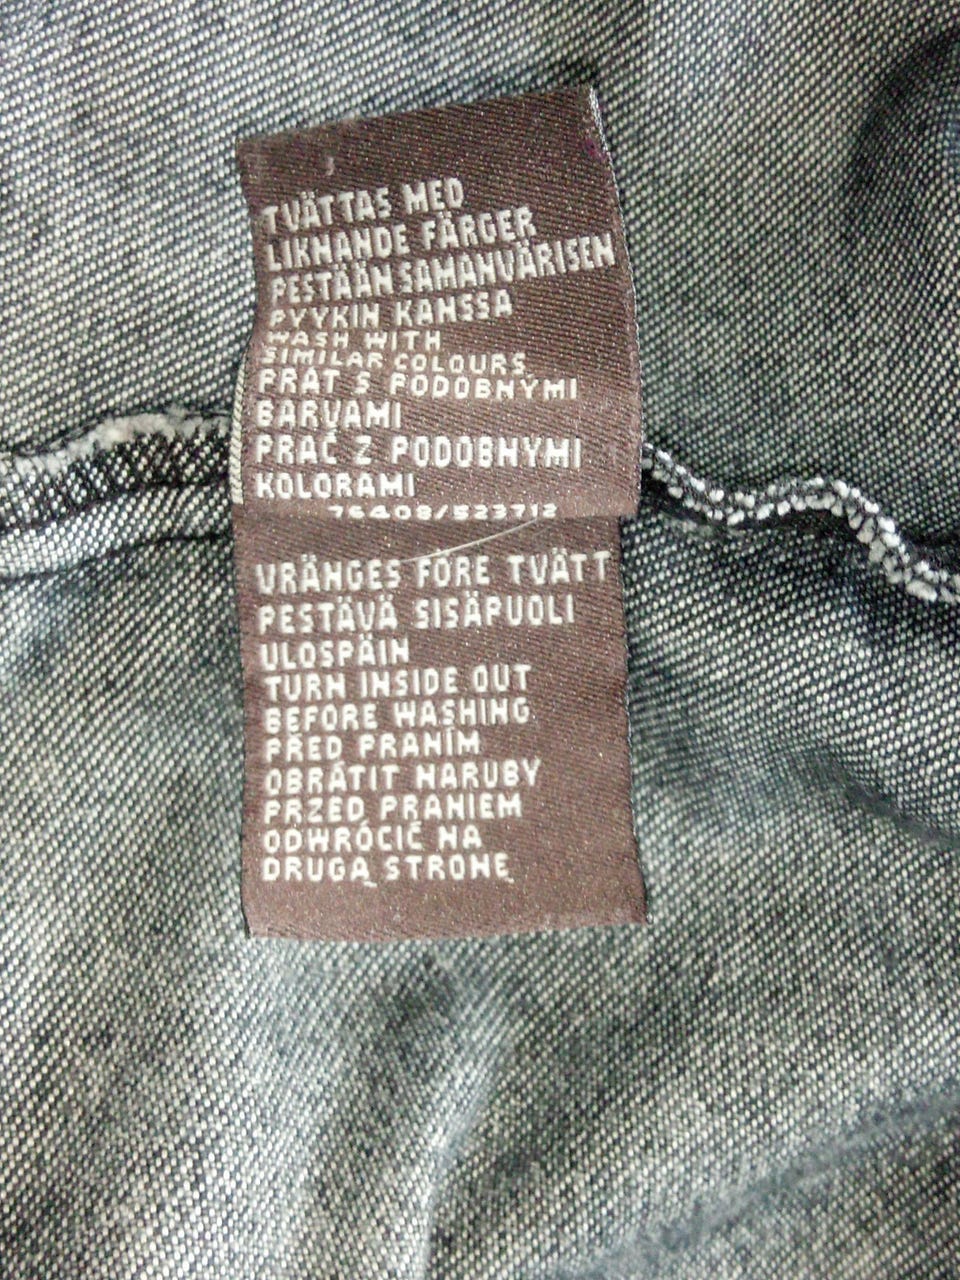 TVÄTTAS MED
LIKNANDE FÄRGER
PESTÄÄN SAMANVÄRISEN
PYYKIN KANSSA
WASH WITH
SIMILAR COLOURS
PRÁT S PODOBNÝMI
BARVAMI
PRAČ Z PODOBNYMI
KOLORAMI
76408/523712
VRÄNGES FÖRE TVÄTT
PESTÄVÄ SISÄPUOLI
ULOSPÄIN
TURN INSIDE OUT
BEFORE WASHING
PŘED PRANÍM
OBRÁTIT NARUBY
PRZED PRANIEM
ODWRÓCIČ NA
DRUGĄ STRONĘ